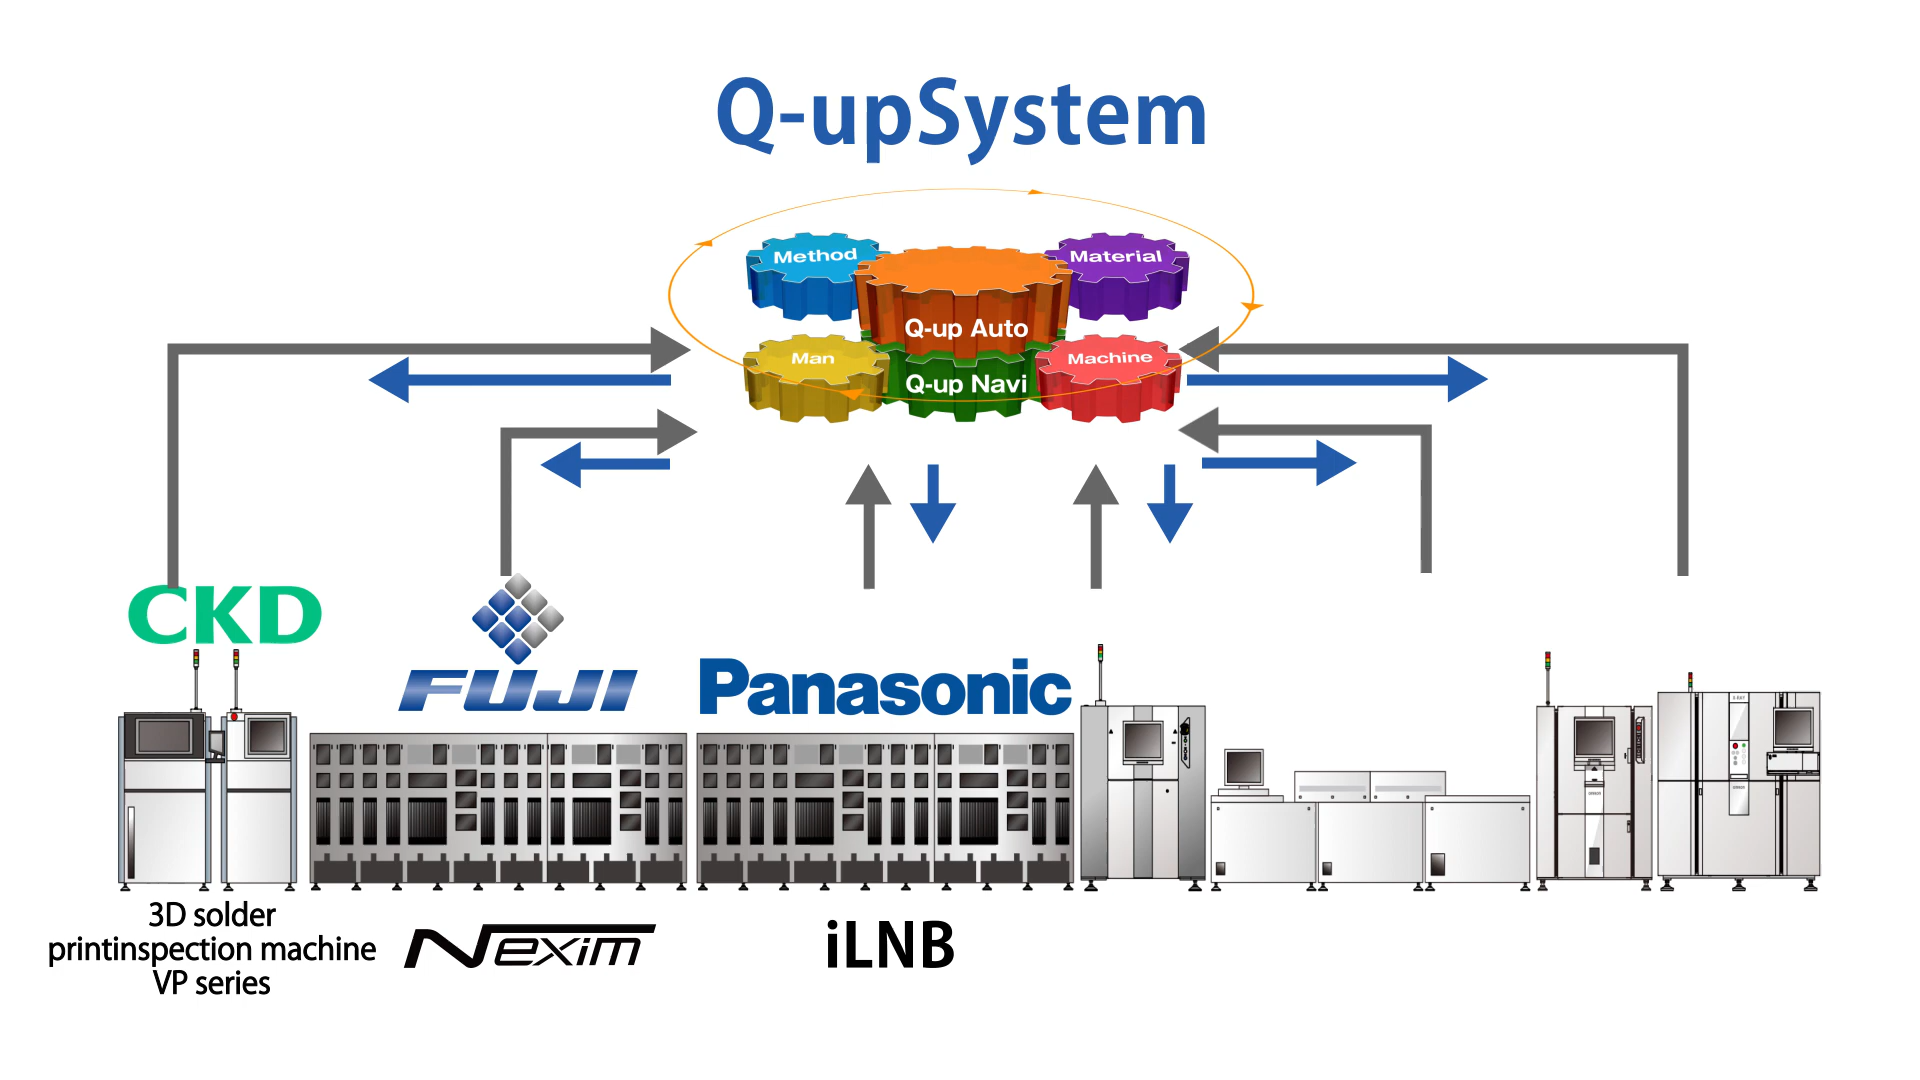 Q-upSystem
Method
Material
Q-up Auto
Man
Machine
Q-up Navi
CKD
FUJI
Panasonic
3D solder
printinspection machine
VP series
Nexim
iLNB